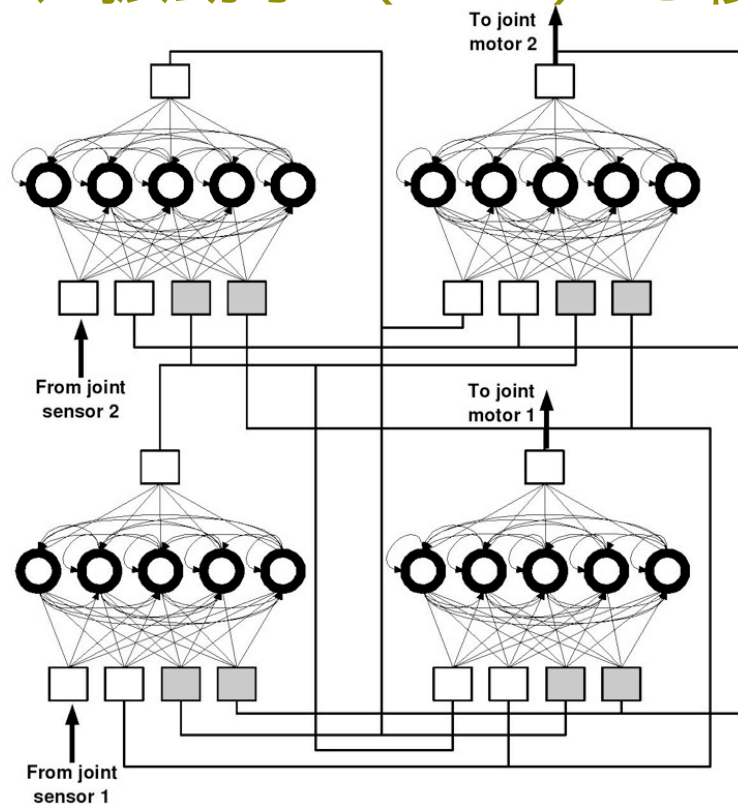 To joint
motor 2
From joint
sensor 2
To joint
motor 1
From joint
sensor 1